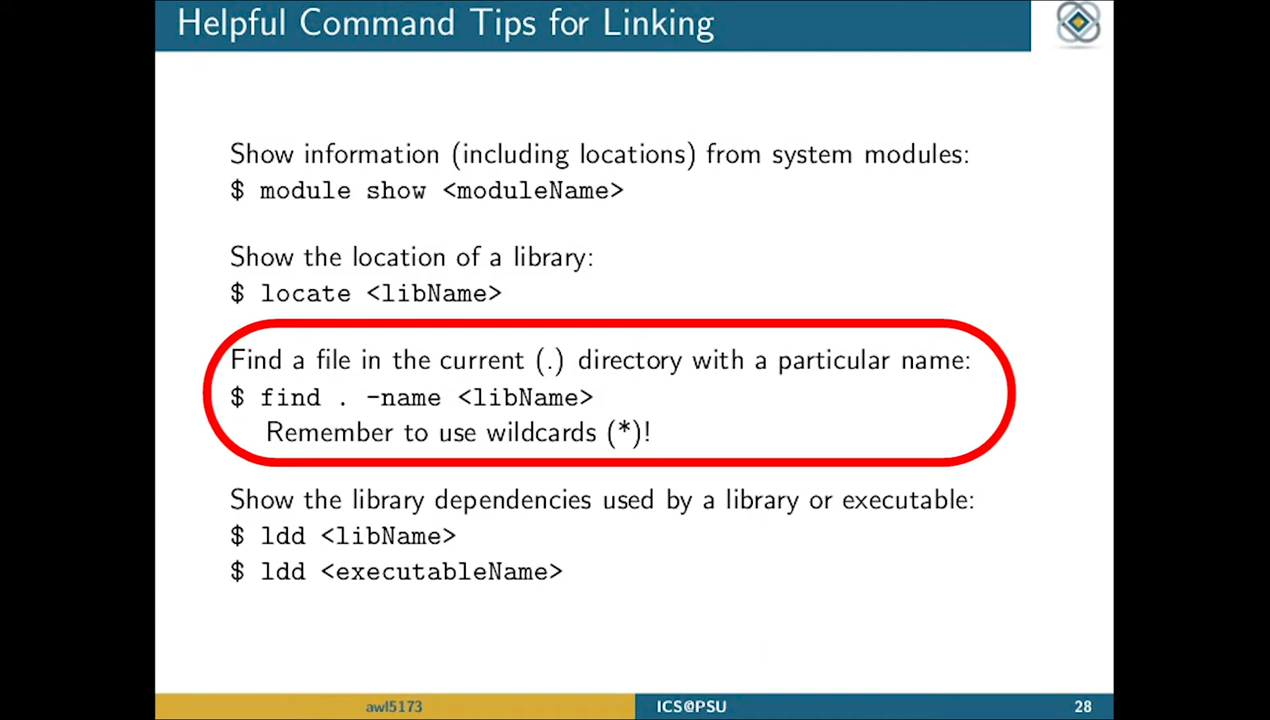 Helpful Command Tips for Linking
Show information (including locations) from system modules:
$ module show <moduleName>
Show the location of a library:
$ locate <libName>
Find a file in the current (.) directory with a particular name:
$ find . -name <libName>
Remember to use wildcards (*)!
Show the library dependencies used by a library or executable:
$ ldd <libName>
$ ldd <executableName>
awl5173
ICS@PSU
28